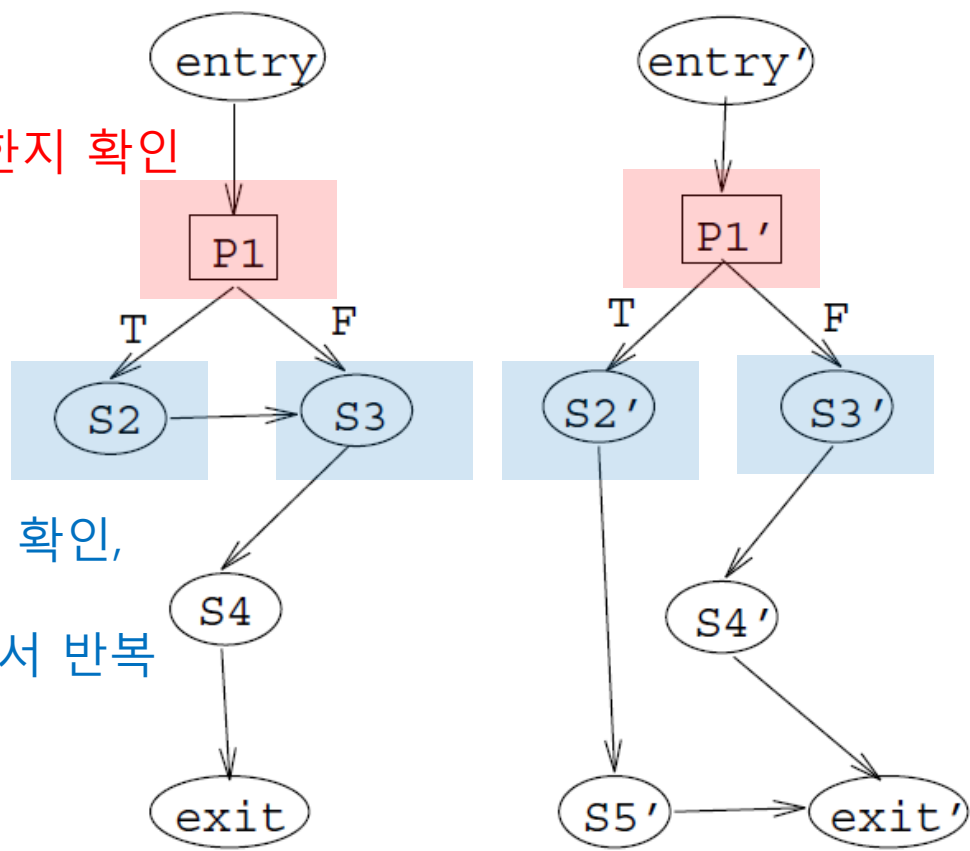 entry entry'
한지 확인
P1 P1'
T F T F
S2 S3 S2' S3'
확인,
S4 S4'
서 반복
exit S5' exit'